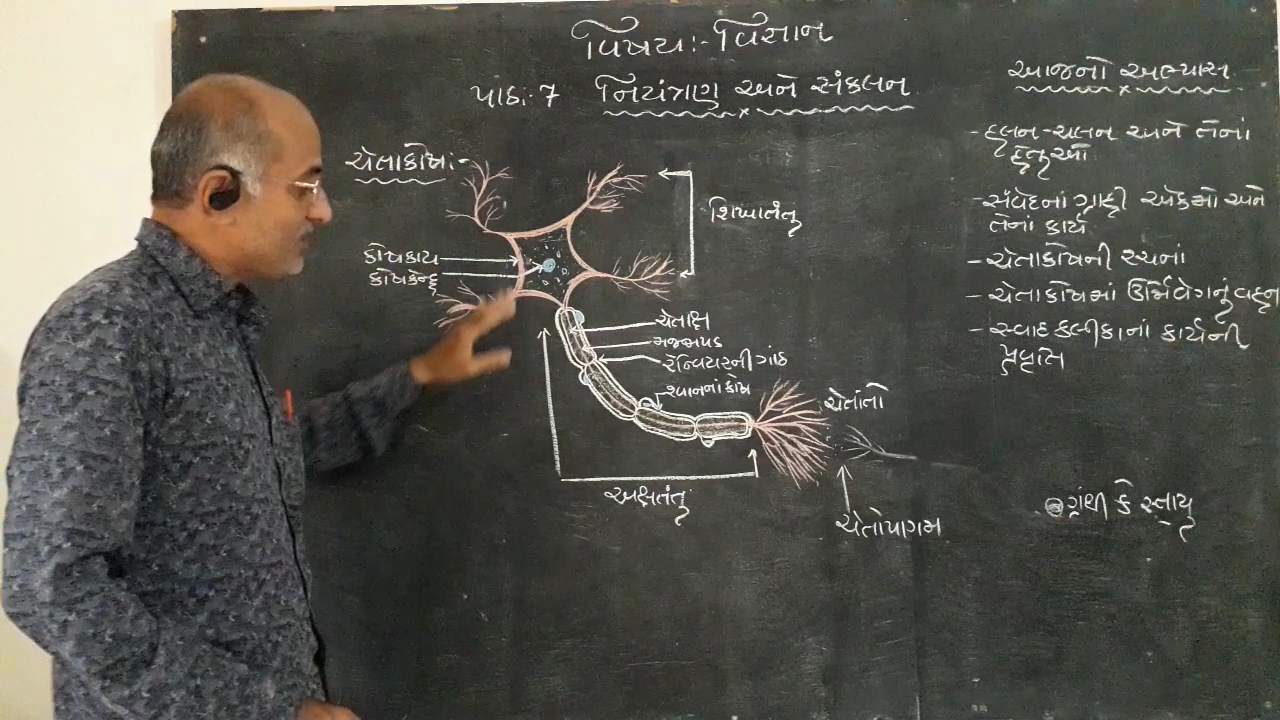 વિષય:- વિજ્ઞાન
પાઠ:-7 નિયંત્રણ અને સંકલન
ચેતાકોષ:-
શિખાતંતુ
કોષકાય
કોષકેન્દ્ર
ચેતાક્ષ
મજ્જાપડ
રેન્વિયરની ગાંઠ
શ્વાનનાં કોષ
ચેતાંતો
અક્ષતંતુ
ચેતોપાગમ
આજનો અભ્યાસ
- હલન-ચલન અને તેનાં
હેતુઓ
- સંવેદનાં ગ્રાહી એકમો અને
તેનાં કાર્ય
- ચેતાકોષની રચનાં
- ચેતાકોષમાં ઊર્મિવેગનું વહન
- સ્વાદ કલીકાનાં કાર્યની
પ્રવૃત્તિ
ગ્રંથી કે સ્નાયુ